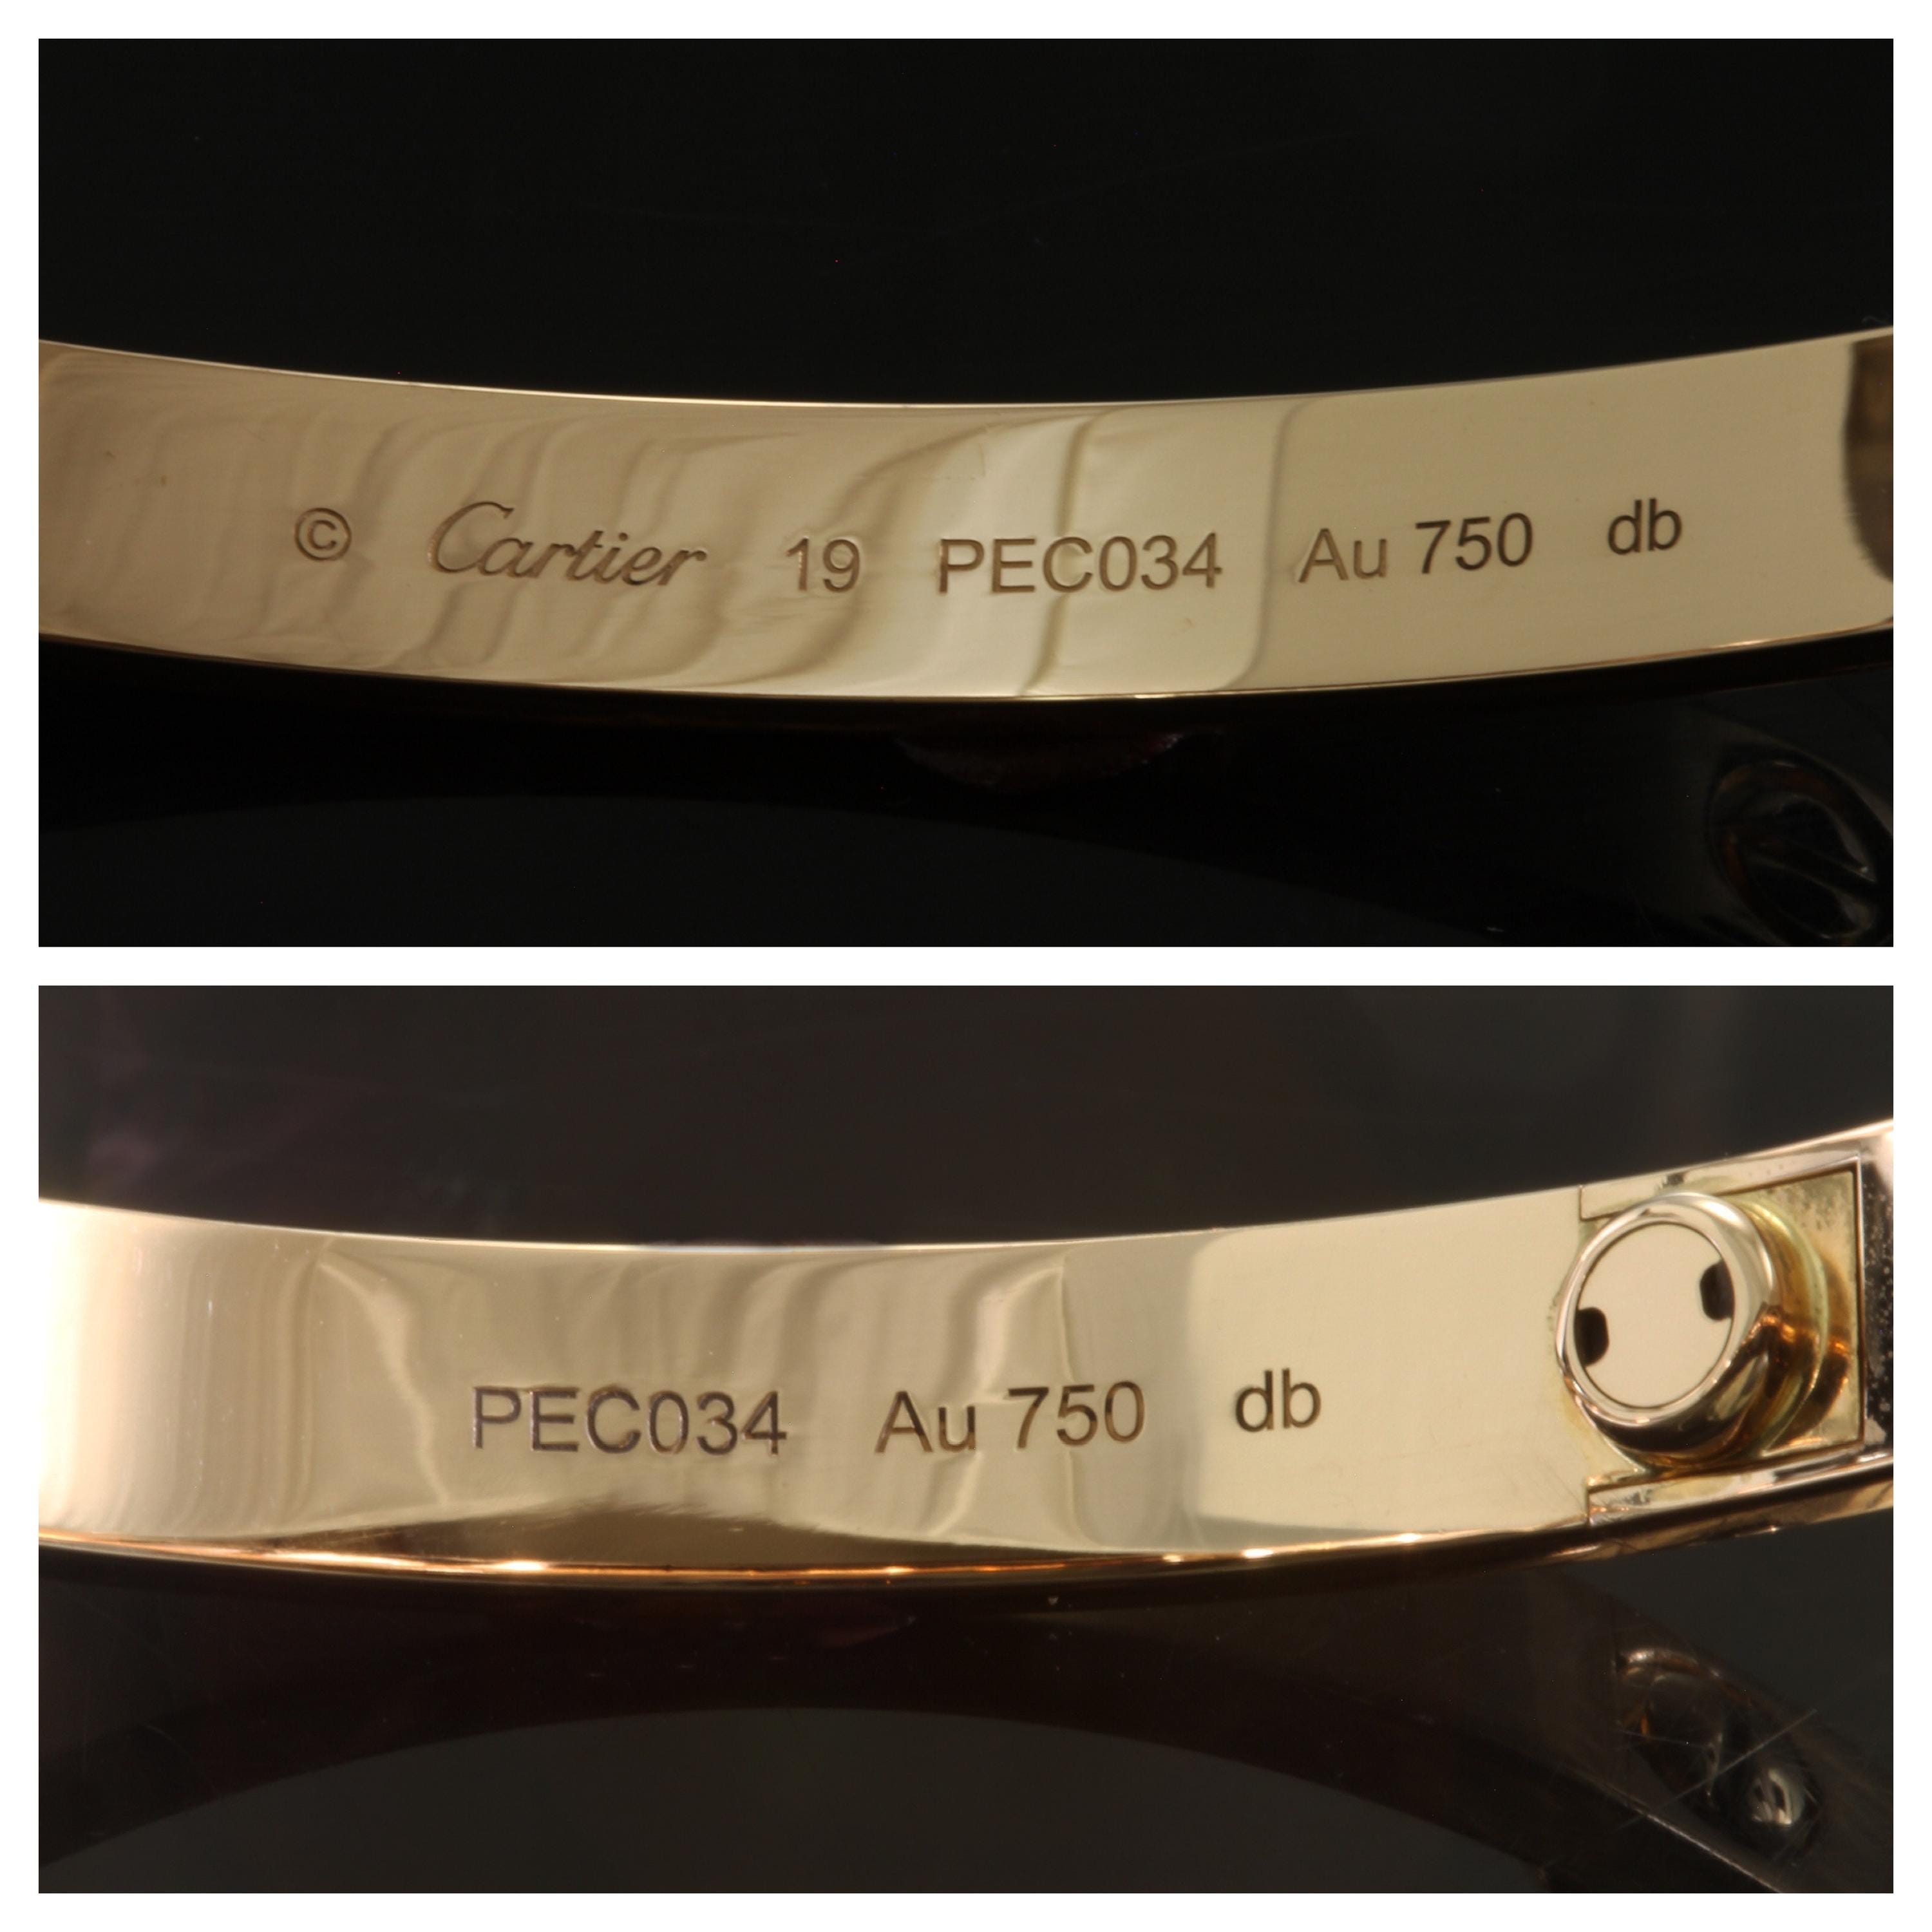 © Cartier 19 PEC034 Au 750 db
PEC034 Au 750 db